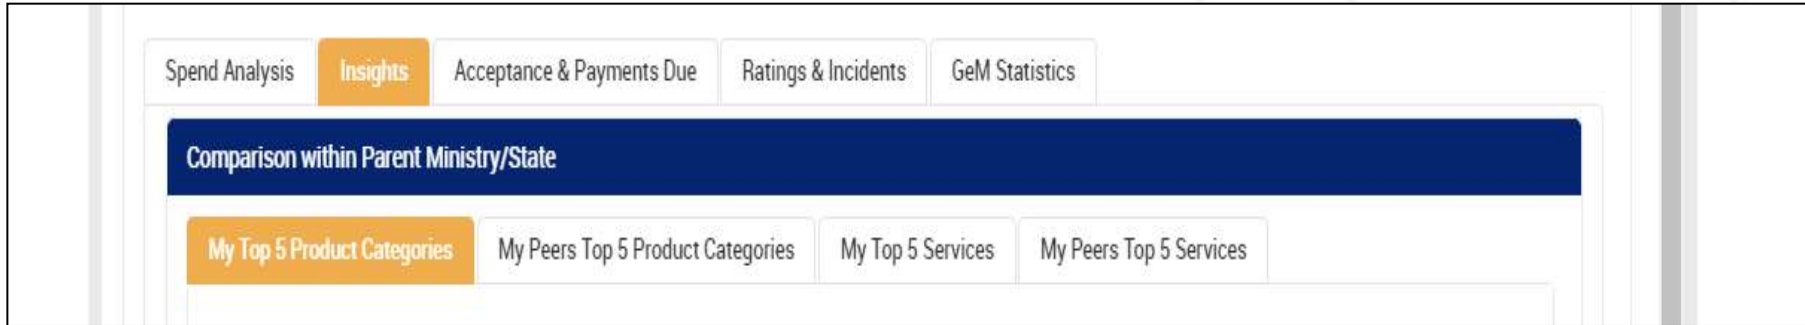 Spend Analysis Insights Acceptance & Payments Due Ratings & Incidents GeM Statistics
Comparison within Parent Ministry/State
My Top 5 Product Categories My Peers Top 5 Product Categories My Top 5 Services My Peers Top 5 Services